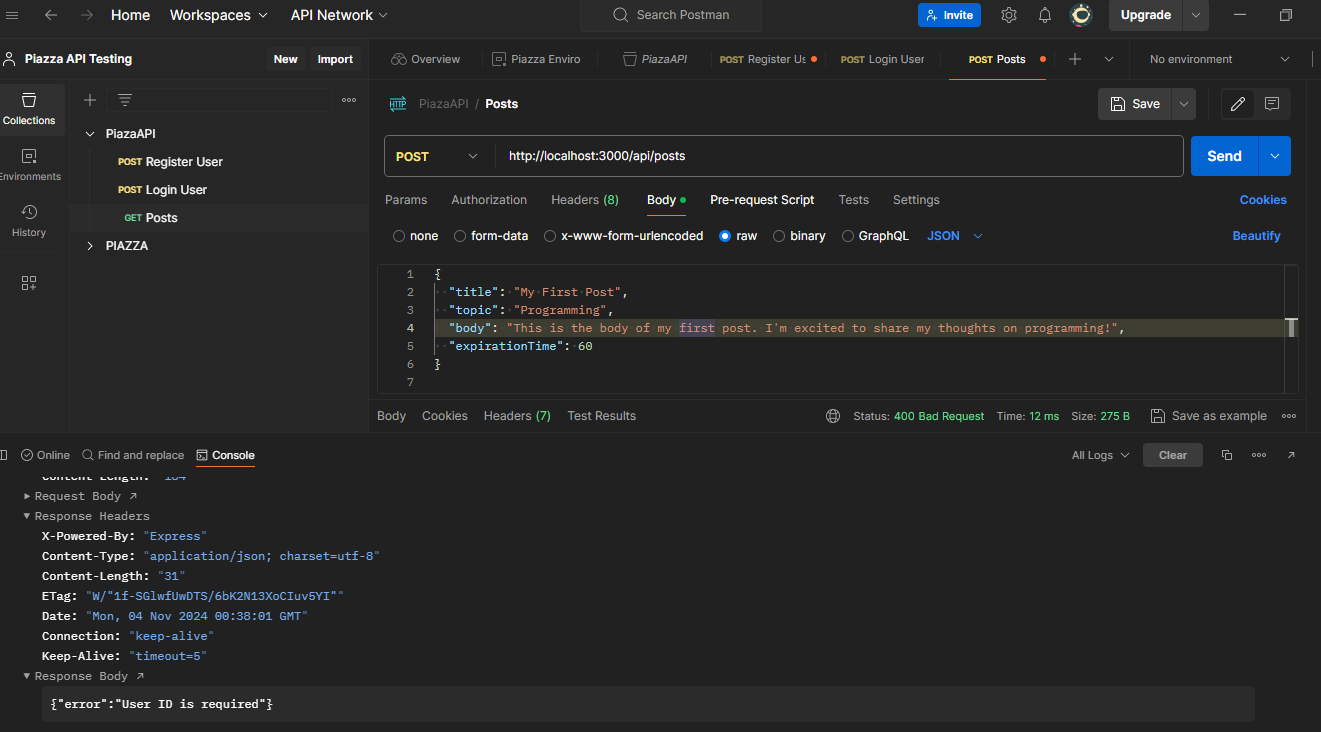 Home Workspaces API Network Search Postman Invite Upgrade
Piazza API Testing New Import Overview Piazza Enviro PiazaAPI POST Register Us POST Login User POST Posts No environment
Collections
HTTP PiazaAPI / Posts Save
PiazaAPI
POST http://localhost:3000/api/posts Send
Environments
POST Register User
POST Login User
GET Posts
PIAZZA
History
Params Authorization Headers (8) Body Pre-request Script Tests Settings Cookies
none form-data x-www-form-urlencoded raw binary GraphQL JSON Beautify
1 {
2 "title": "My First Post",
3 "topic": "Programming",
4 "body": "This is the body of my first post. I'm excited to share my thoughts on programming!",
5 "expirationTime": 60
6 }
7
Body Cookies Headers (7) Test Results Status: 400 Bad Request Time: 12 ms Size: 275 B Save as example
Online Find and replace Console All Logs Clear
Content-Length: "164"
Request Body
Response Headers
X-Powered-By: "Express"
Content-Type: "application/json; charset=utf-8"
Content-Length: "31"
ETag: "W/"1f-SGlwfUwDTS/6bK2N13XoCIuv5YI""
Date: "Mon, 04 Nov 2024 00:38:01 GMT"
Connection: "keep-alive"
Keep-Alive: "timeout=5"
Response Body
{"error":"User ID is required"}